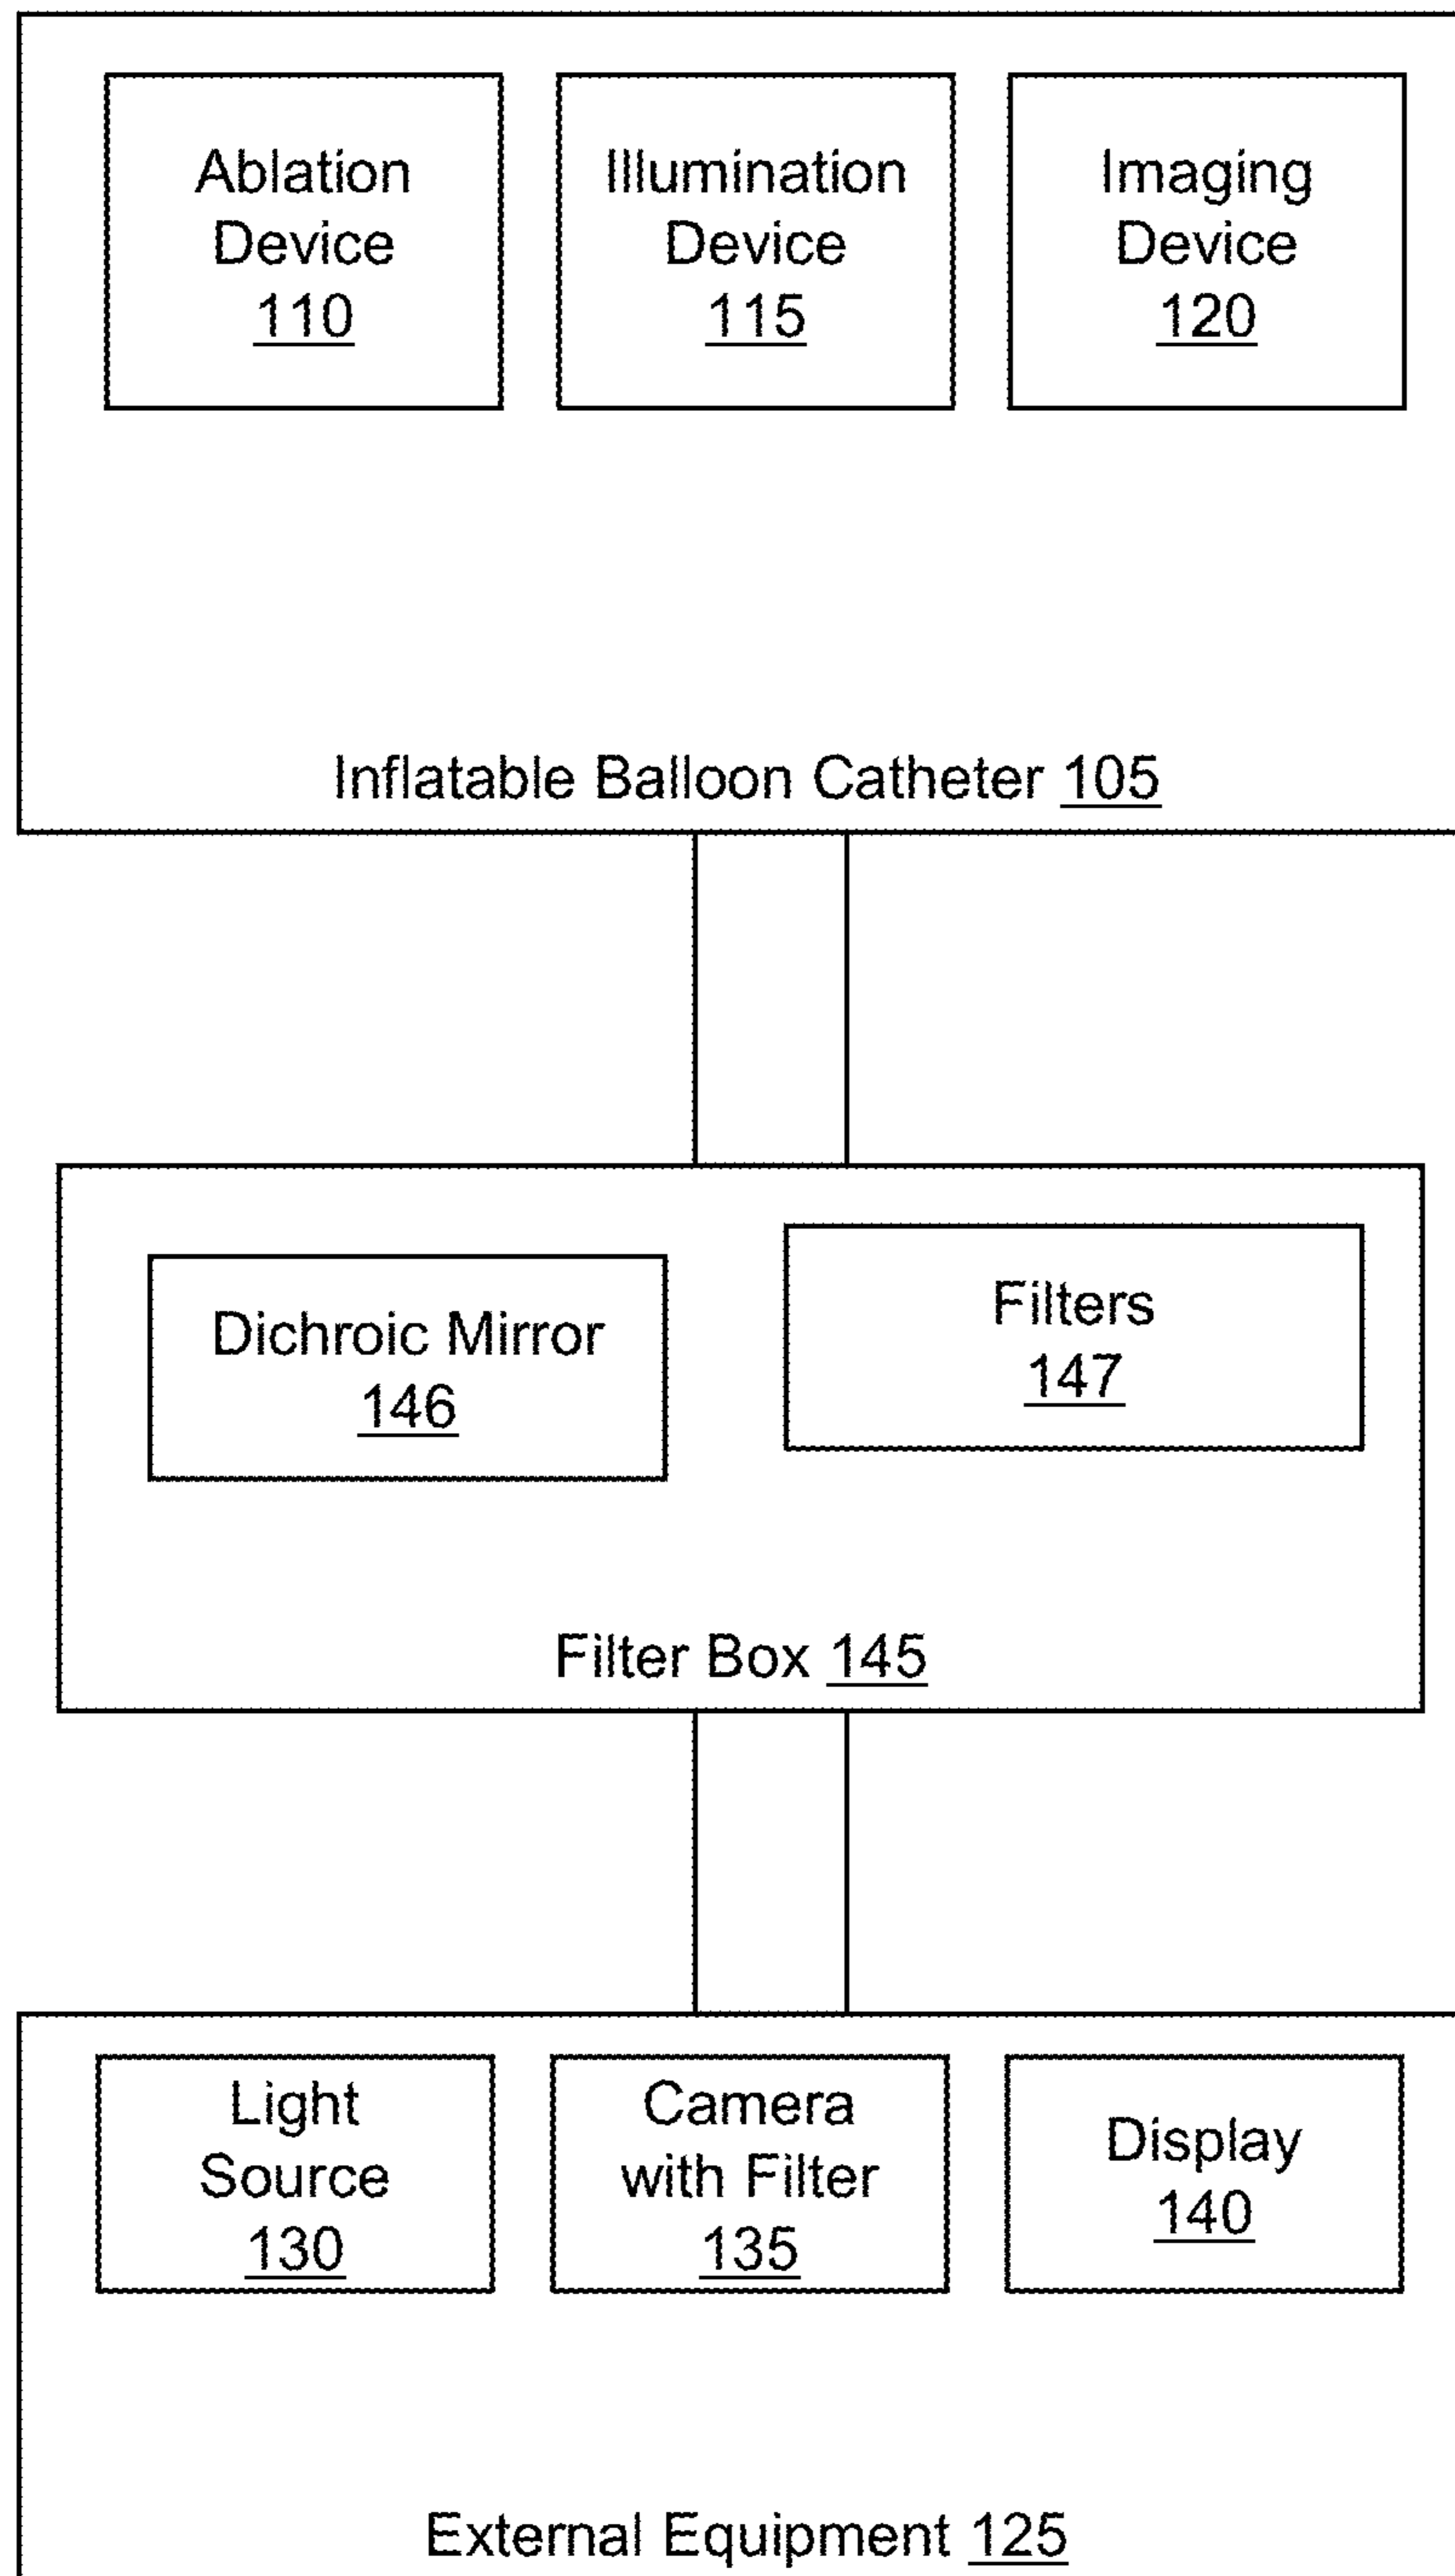 Ablation
Device
110
Illumination
Device
115
Imaging
Device
120
Inflatable Balloon Catheter 105
Dichroic Mirror
146
Filters
147
Filter Box 145
Light
Source
130
Camera
with Filter
135
Display
140
External Equipment 125